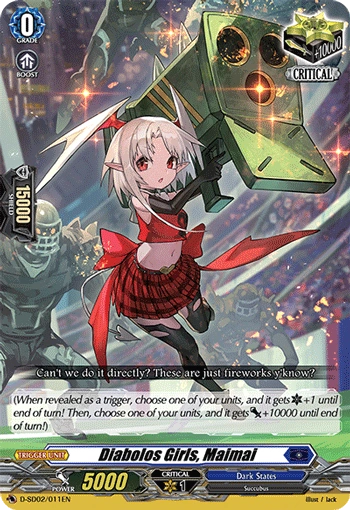 0
GRADE
BOOST
+10000
CRITICAL
15000
SHIELD
Can't we do it directly? These are just fireworks y'know?
(When revealed as a trigger, choose one of your units, and it gets +1 until
end of turn! Then, choose one of your units, and it gets +10000 until end
of turn!)
TRIGGER UNIT
Diabolos Girls, Maimai
POWER 5000
CRITICAL
1
Dark States
Succubus
D-SD02/011EN
Illust / lack